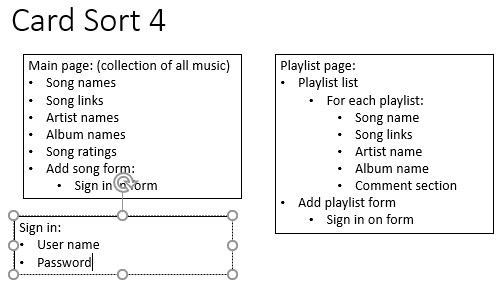 Card Sort 4
Main page: (collection of all music)
• Song names
• Song links
• Artist names
• Album names
• Song ratings
• Add song form:
• Sign in on form
Sign in:
• User name
• Password
Playlist page:
• Playlist list
• For each playlist:
• Song name
• Song links
• Artist name
• Album name
• Comment section
• Add playlist form
• Sign in on form